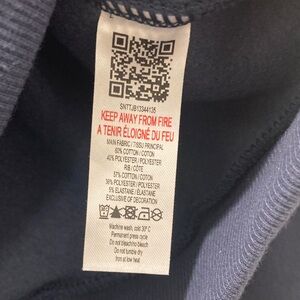 SNTTJB13344135
KEEP AWAY FROM FIRE
A TENIR ÉLOIGNÉ DU FEU
MAIN FABRIC / TISSU PRINCIPAL
60% COTTON / COTON
40% POLYESTER / POLYESTER
RIB / CÔTE
57% COTTON / COTON
38% POLYESTER / POLYESTER
5% ELASTANE / ÉLASTANE
EXCLUSIVE OF DECORATION
Machine wash, cold 30° C
Permanent press cycle
Do not bleach/no bleach
Do not tumble dry
Iron at low heat